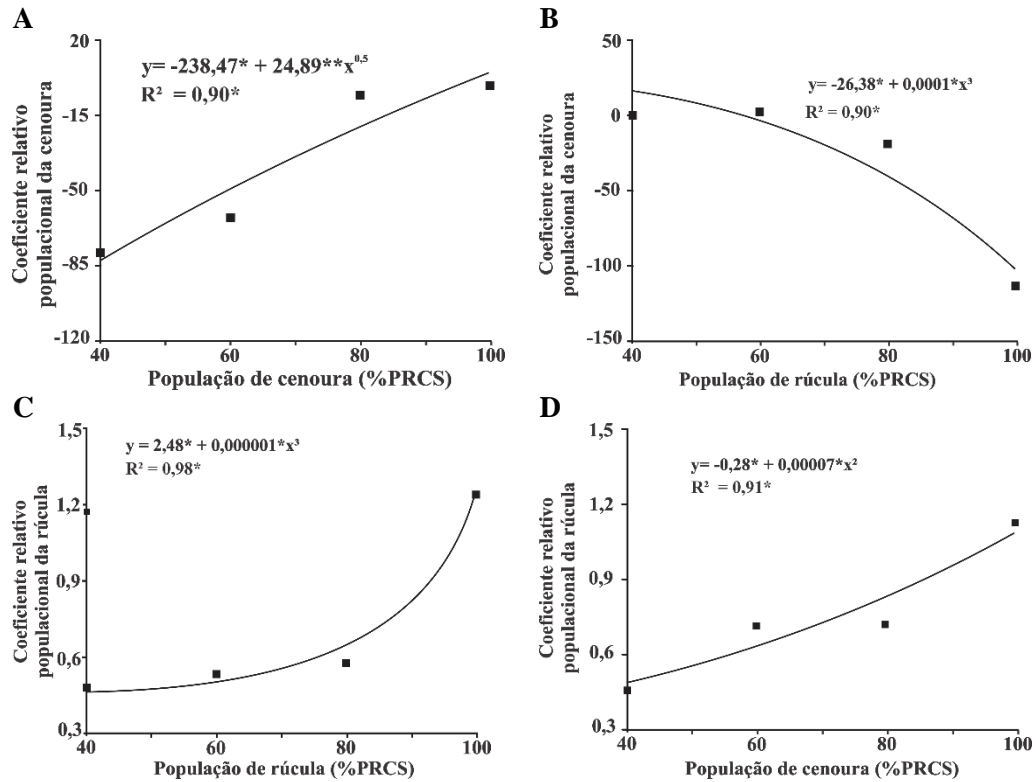 A
20
-15
-50
-85
-120
40
60
80
100
y= -238,47* + 24,89**x^0,5
R² = 0,90*
Coeficiente relativo
populacional da cenoura
População de cenoura (%PRCS)
B
50
0
-50
-100
-150
40
60
80
100
y= -26,38* + 0,0001*x³
R² = 0,90*
Coeficiente relativo
populacional da cenoura
População de rúcula (%PRCS)
C
1,5
1,2
0,9
0,6
0,3
40
60
80
100
y = 2,48* + 0,000001*x³
R² = 0,98*
Coeficiente relativo
populacional da rúcula
População de rúcula (%PRCS)
D
1,5
1,2
0,9
0,6
0,3
40
60
80
100
y= -0,28* + 0,00007*x²
R² = 0,91*
Coeficiente relativo
populacional da rúcula
População de cenoura (%PRCS)